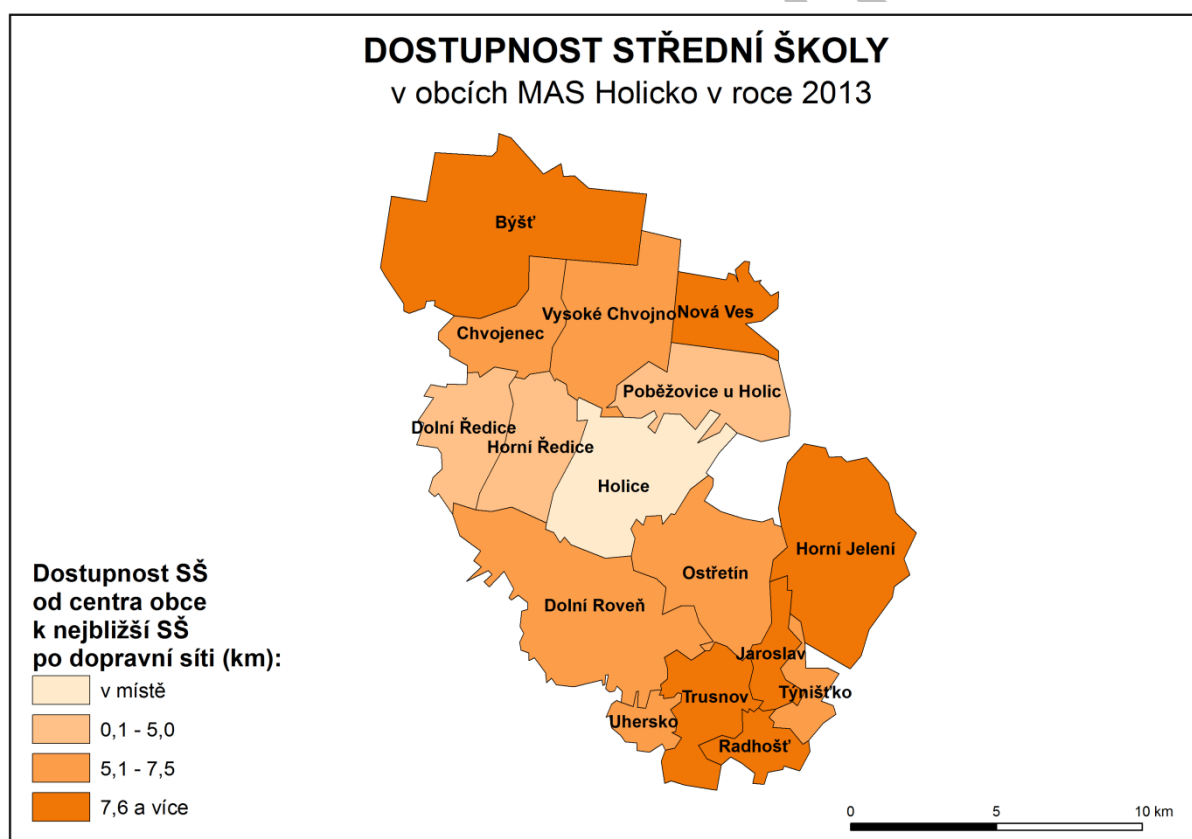 DOSTUPNOST STŘEDNÍ ŠKOLY
v obcích MAS Holicko v roce 2013
Býšť
Vysoké Chvojno
Nová Ves
Chvojenec
Poběžovice u Holic
Dolní Ředice
Horní Ředice
Holice
Horní Jelení
Ostřetín
Dolní Roveň
Jaroslav
Týnišťko
Trusnov
Uhersko
Radhošť
Dostupnost SŠ
od centra obce
k nejbližší SŠ
po dopravní síti (km):
v místě
0,1 - 5,0
5,1 - 7,5
7,6 a více
0 5 10 km